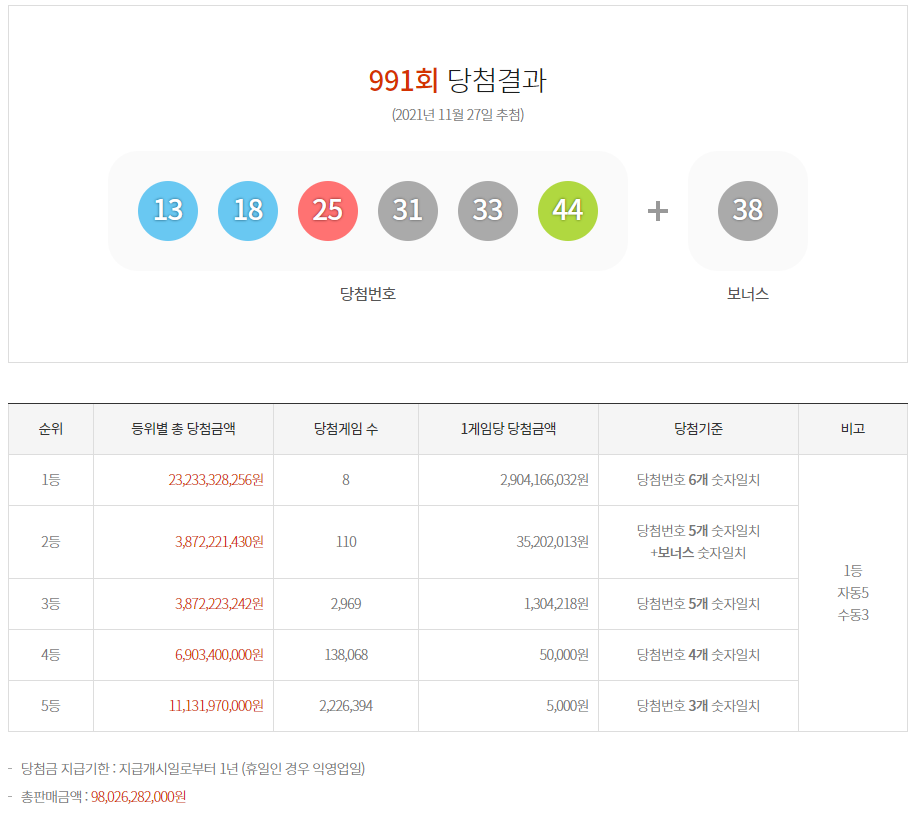 991회 당첨결과
(2021년 11월 27일 추첨)
13 18 25 31 33 44 + 38
당첨번호 보너스
순위 등위별 총 당첨금액 당첨게임 수 1게임당 당첨금액 당첨기준 비고
1등 23,233,328,256원 8 2,904,166,032원 당첨번호 6개 숫자일치
2등 3,872,221,430원 110 35,202,013원 당첨번호 5개 숫자일치
+보너스 숫자일치
3등 3,872,223,242원 2,969 1,304,218원 당첨번호 5개 숫자일치
4등 6,903,400,000원 138,068 50,000원 당첨번호 4개 숫자일치
5등 11,131,970,000원 2,226,394 5,000원 당첨번호 3개 숫자일치
1등
자동5
수동3
- 당첨금 지급기한 : 지급개시일로부터 1년 (휴일인 경우 익영업일)
- 총판매금액 : 98,026,282,000원